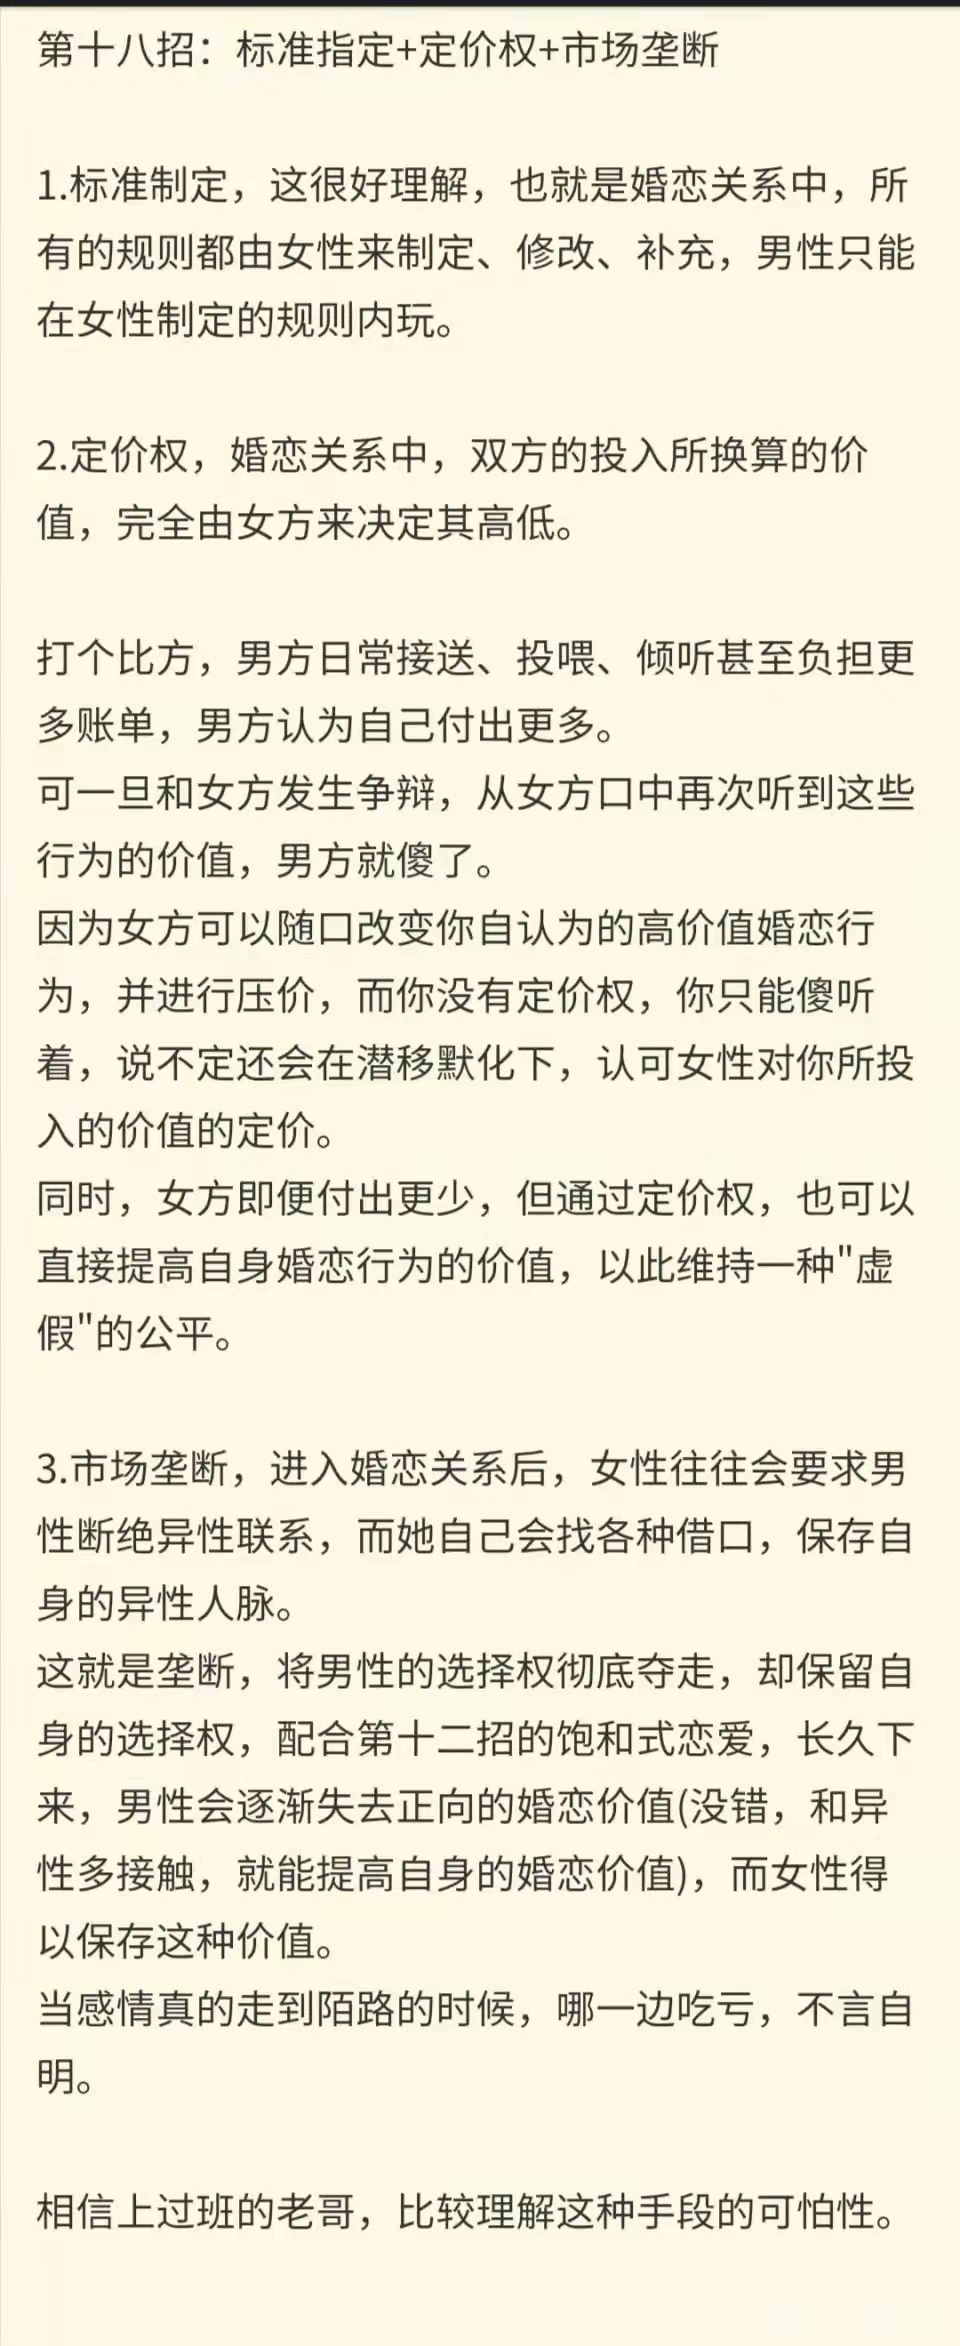 第十八招：标准指定+定价权+市场垄断
1.标准制定，这很好理解，也就是婚恋关系中，所
有的规则都由女性来制定、修改、补充，男性只能
在女性制定的规则内玩。
2.定价权，婚恋关系中，双方的投入所换算的价
值，完全由女方来决定其高低。
打个比方，男方日常接送、投喂、倾听甚至负担更
多账单，男方认为自己付出更多。
可一旦和女方发生争辩，从女方口中再次听到这些
行为的价值，男方就傻了。
因为女方可以随口改变你自认为的高价值婚恋行
为，并进行压价，而你没有定价权，你只能傻听
着，说不定还会在潜移默化下，认可女性对你所投
入的价值的定价。
同时，女方即便付出更少，但通过定价权，也可以
直接提高自身婚恋行为的价值，以此维持一种"虚
假"的公平。
3.市场垄断，进入婚恋关系后，女性往往会要求男
性断绝异性联系，而她自己会找各种借口，保存自
身的异性人脉。
这就是垄断，将男性的选择权彻底夺走，却保留自
身的选择权，配合第十二招的饱和式恋爱，长久下
来，男性会逐渐失去正向的婚恋价值(没错，和异
性多接触，就能提高自身的婚恋价值)，而女性得
以保存这种价值。
当感情真的走到陌路的时候，哪一边吃亏，不言自
明。
相信上过班的老哥，比较理解这种手段的可怕性。